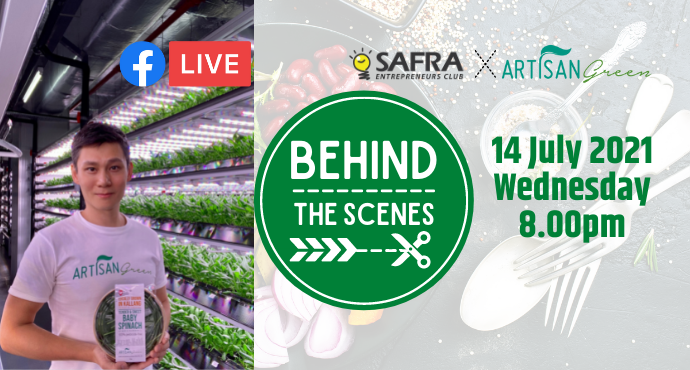 f LIVE
SAFRA
ENTREPRENEURS CLUB
X
ARTISAN Green
BEHIND
THE SCENES
14 July 2021
Wednesday
8.00pm
ARTISAN Green
BABY
SPINACH